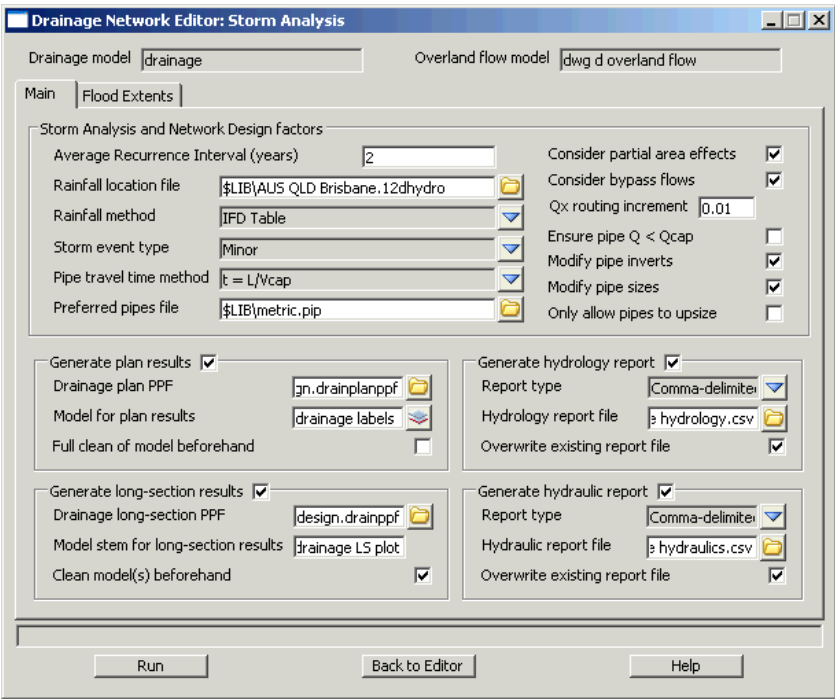 Drainage Network Editor: Storm Analysis
Drainage model drainage Overland flow model dwg d overland flow
Main Flood Extents
Storm Analysis and Network Design factors
Average Recurrence Interval (years) 2
Rainfall location file $LIB\AUS QLD Brisbane.12dhydro
Rainfall method IFD Table
Storm event type Minor
Pipe travel time method t = L/Vcap
Preferred pipes file $LIB\metric.pip
Consider partial area effects
Consider bypass flows
Qx routing increment 0.01
Ensure pipe Q < Qcap
Modify pipe inverts
Modify pipe sizes
Only allow pipes to upsize
Generate plan results
Drainage plan PPF gn.drainplanppf
Model for plan results drainage labels
Full clean of model beforehand
Generate hydrology report
Report type Comma-delimite
Hydrology report file e hydrology.csv
Overwrite existing report file
Generate long-section results
Drainage long-section PPF design.drainppf
Model stem for long-section results drainage LS plot
Clean model(s) beforehand
Generate hydraulic report
Report type Comma-delimite
Hydraulic report file e hydraulics.csv
Overwrite existing report file
Run Back to Editor Help